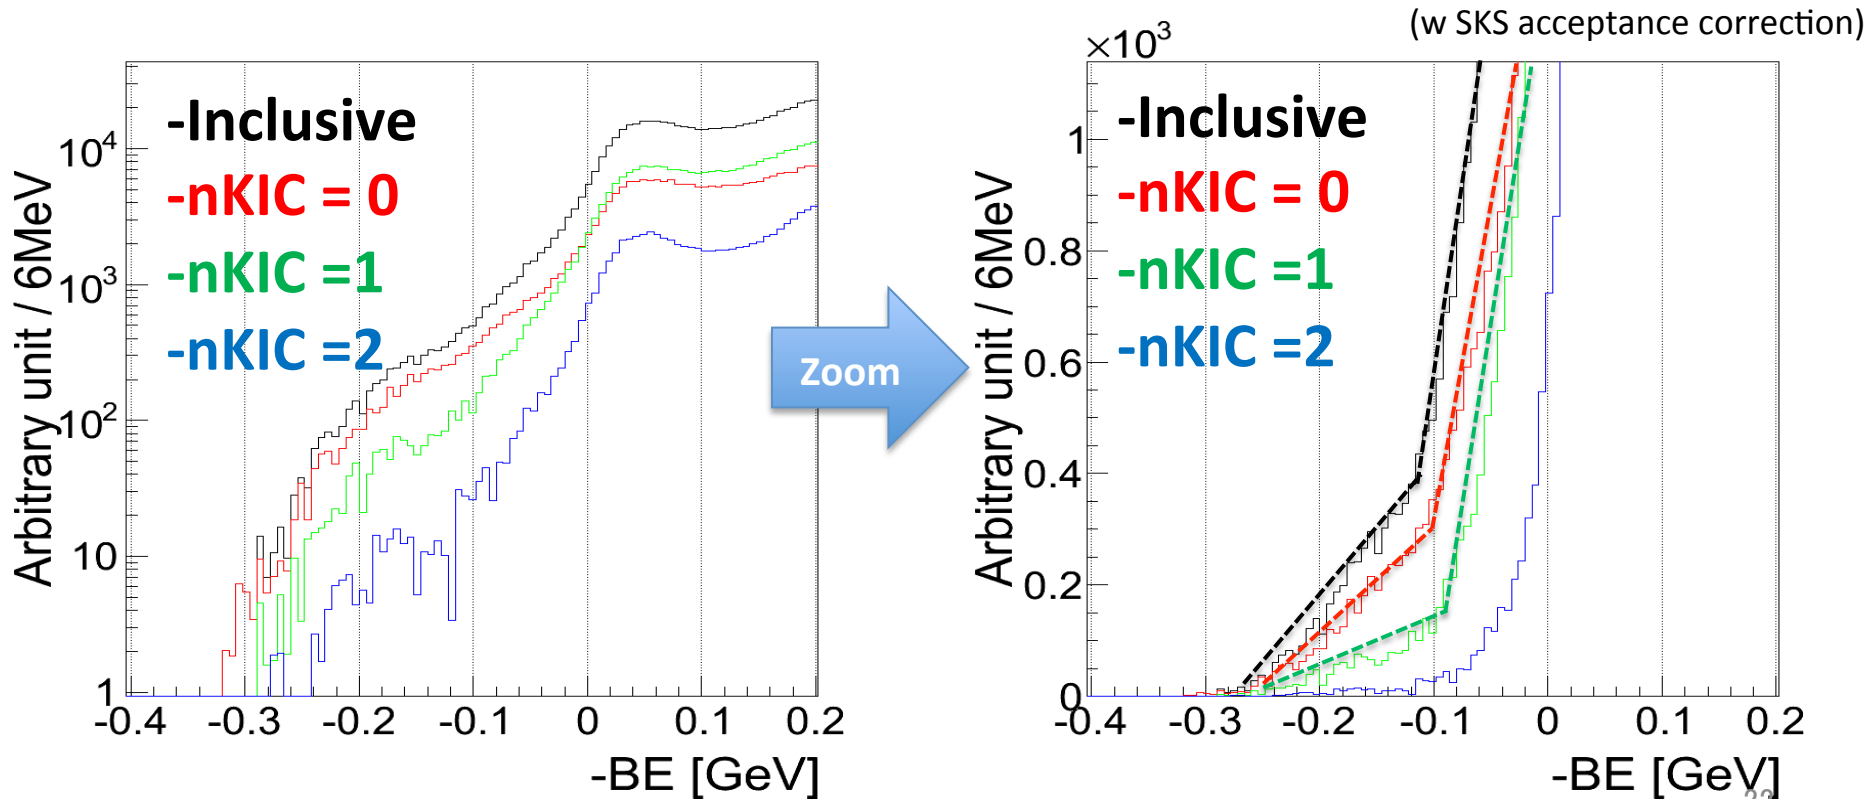 (w SKS acceptance correction)
Arbitrary unit / 6MeV
10⁴
10³
10²
10
1
-Inclusive
-nKIC = 0
-nKIC =1
-nKIC =2
-0.4 -0.3 -0.2 -0.1 0 0.1 0.2
-BE [GeV]
Zoom
×10³
Arbitrary unit / 6MeV
1
0.8
0.6
0.4
0.2
0
-Inclusive
-nKIC = 0
-nKIC =1
-nKIC =2
-0.4 -0.3 -0.2 -0.1 0 0.1 0.2
-BE [GeV]